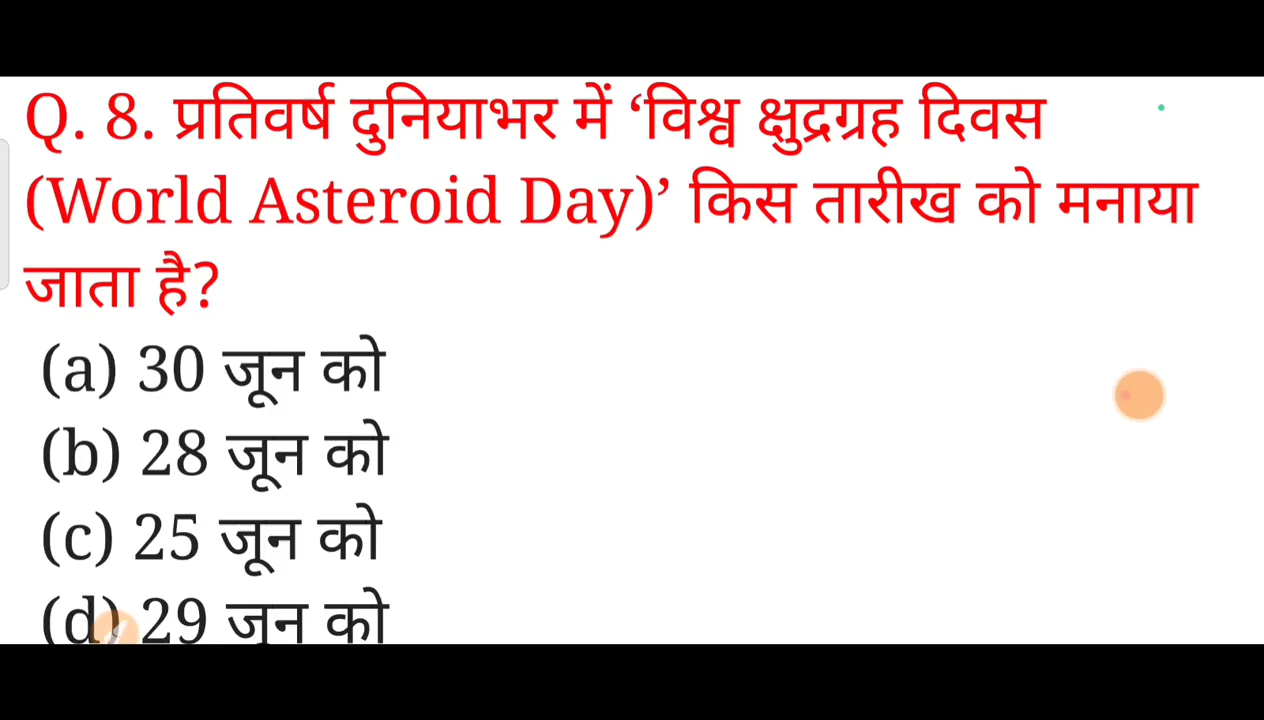 Q. 8. प्रतिवर्ष दुनियाभर में ‘विश्व क्षुद्रग्रह दिवस
(World Asteroid Day)’ किस तारीख को मनाया
जाता है?
(a) 30 जून को
(b) 28 जून को
(c) 25 जून को
(d) 29 जून को